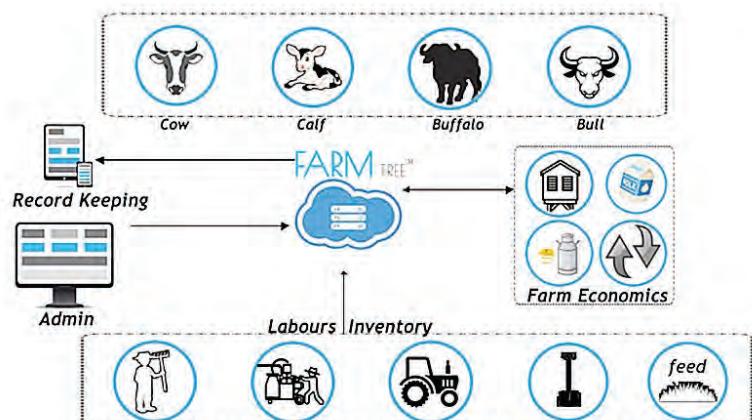 Cow Calf Buffalo Bull
FARM TREE™
Record Keeping
Admin
Farm Economics
Labours Inventory
feed